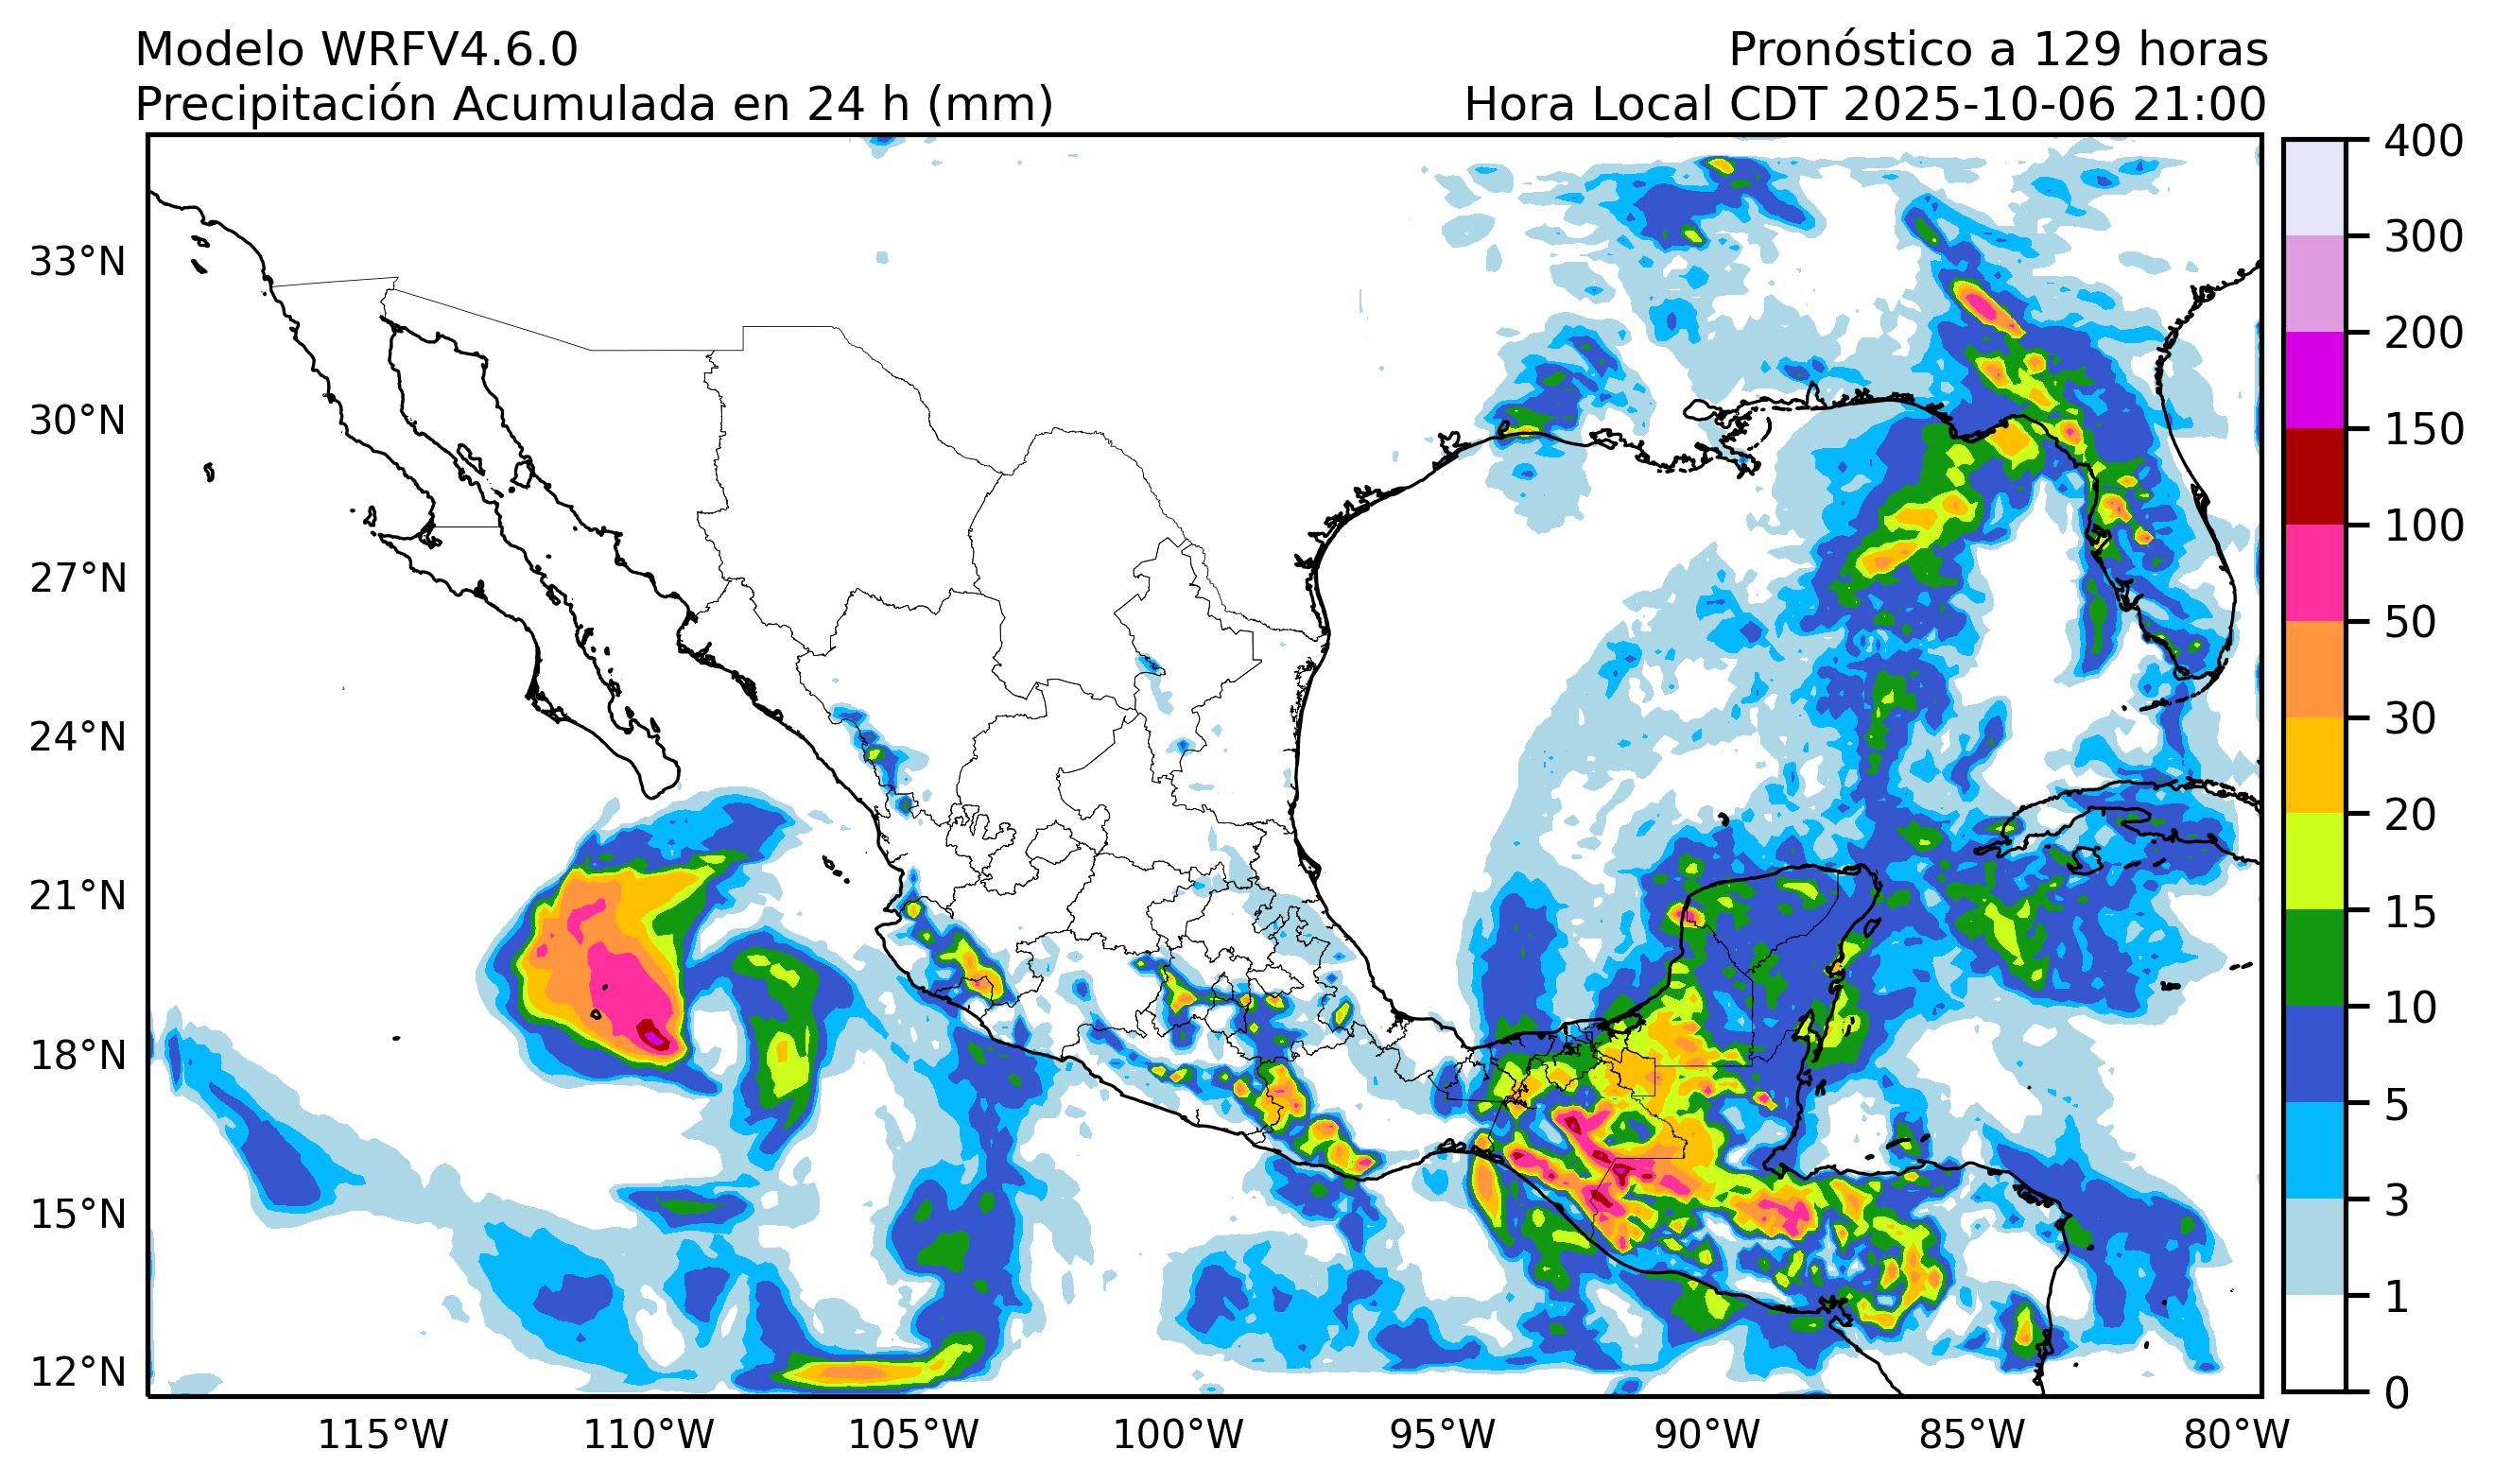 Modelo WRFV4.6.0
Precipitación Acumulada en 24 h (mm)
Pronóstico a 129 horas
Hora Local CDT 2025-10-06 21:00
33°N
30°N
27°N
24°N
21°N
18°N
15°N
12°N
115°W
110°W
105°W
100°W
95°W
90°W
85°W
80°W
400
300
200
150
100
50
30
20
15
10
5
3
1
0